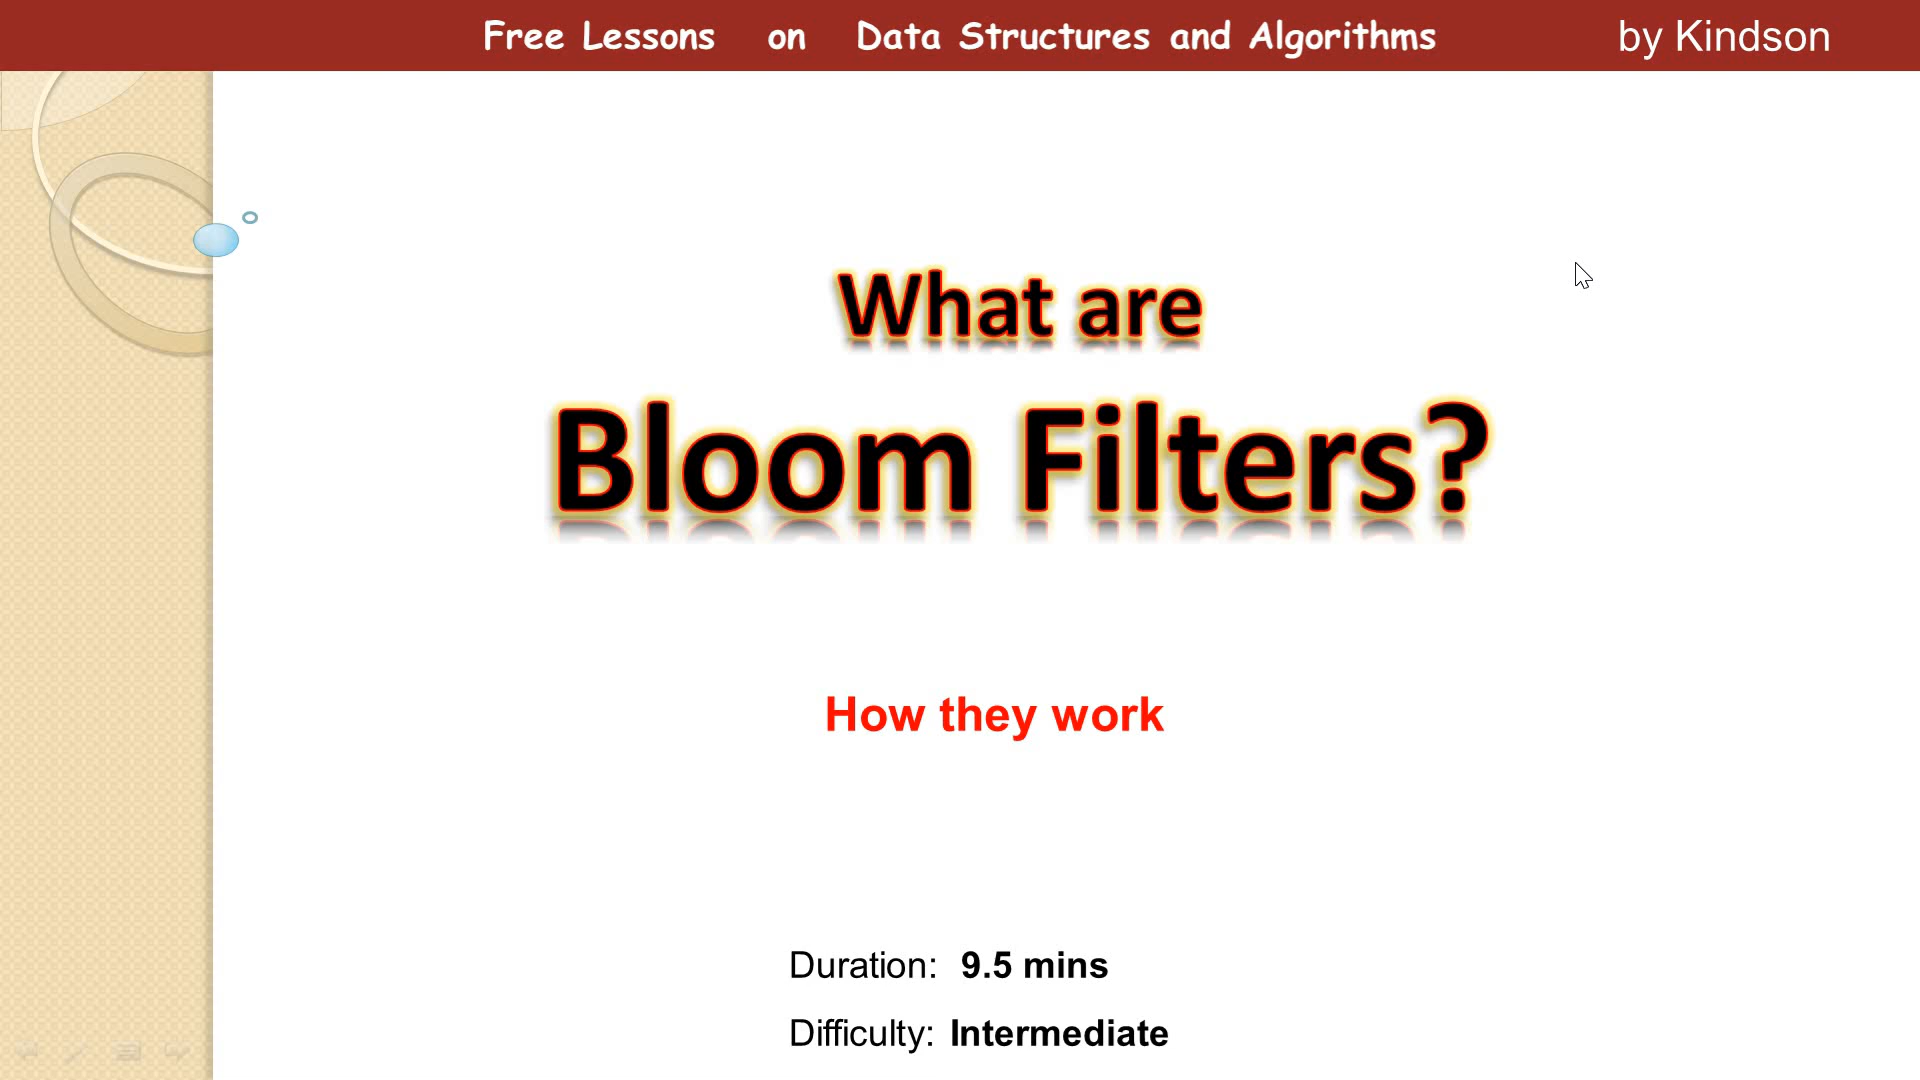 Free Lessons on Data Structures and Algorithms by Kindson
What are
Bloom Filters?
How they work
Duration: 9.5 mins
Difficulty: Intermediate